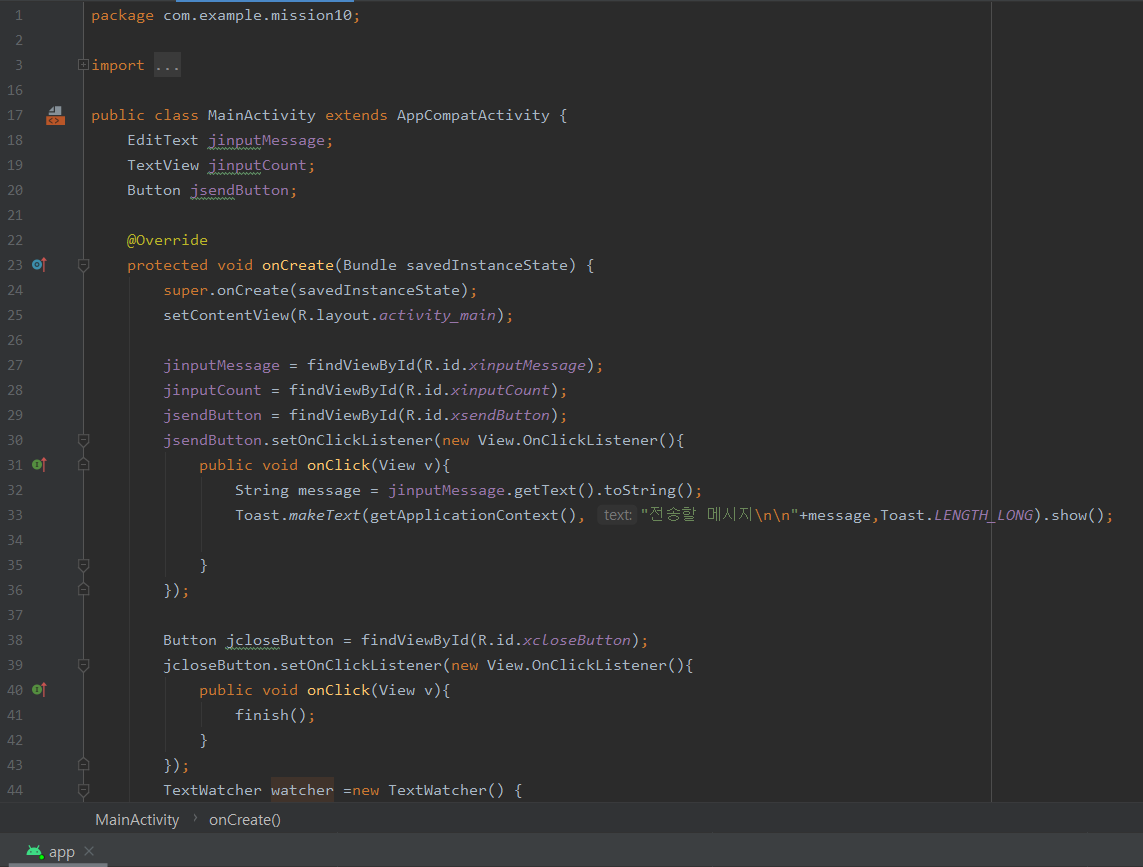 1 package com.example.mission10;
2
3 import ...
16
17 public class MainActivity extends AppCompatActivity {
18 EditText jinputMessage;
19 TextView jinputCount;
20 Button jsendButton;
21
22 @Override
23 protected void onCreate(Bundle savedInstanceState) {
24 super.onCreate(savedInstanceState);
25 setContentView(R.layout.activity_main);
26
27 jinputMessage = findViewById(R.id.xinputMessage);
28 jinputCount = findViewById(R.id.xinputCount);
29 jsendButton = findViewById(R.id.xsendButton);
30 jsendButton.setOnClickListener(new View.OnClickListener(){
31 public void onClick(View v){
32 String message = jinputMessage.getText().toString();
33 Toast.makeText(getApplicationContext(), text: "전송할 메시지\n\n"+message,Toast.LENGTH_LONG).show();
34
35 }
36 });
37
38 Button jcloseButton = findViewById(R.id.xcloseButton);
39 jcloseButton.setOnClickListener(new View.OnClickListener(){
40 public void onClick(View v){
41 finish();
42 }
43 });
44 TextWatcher watcher =new TextWatcher() {
MainActivity › onCreate()
app ×